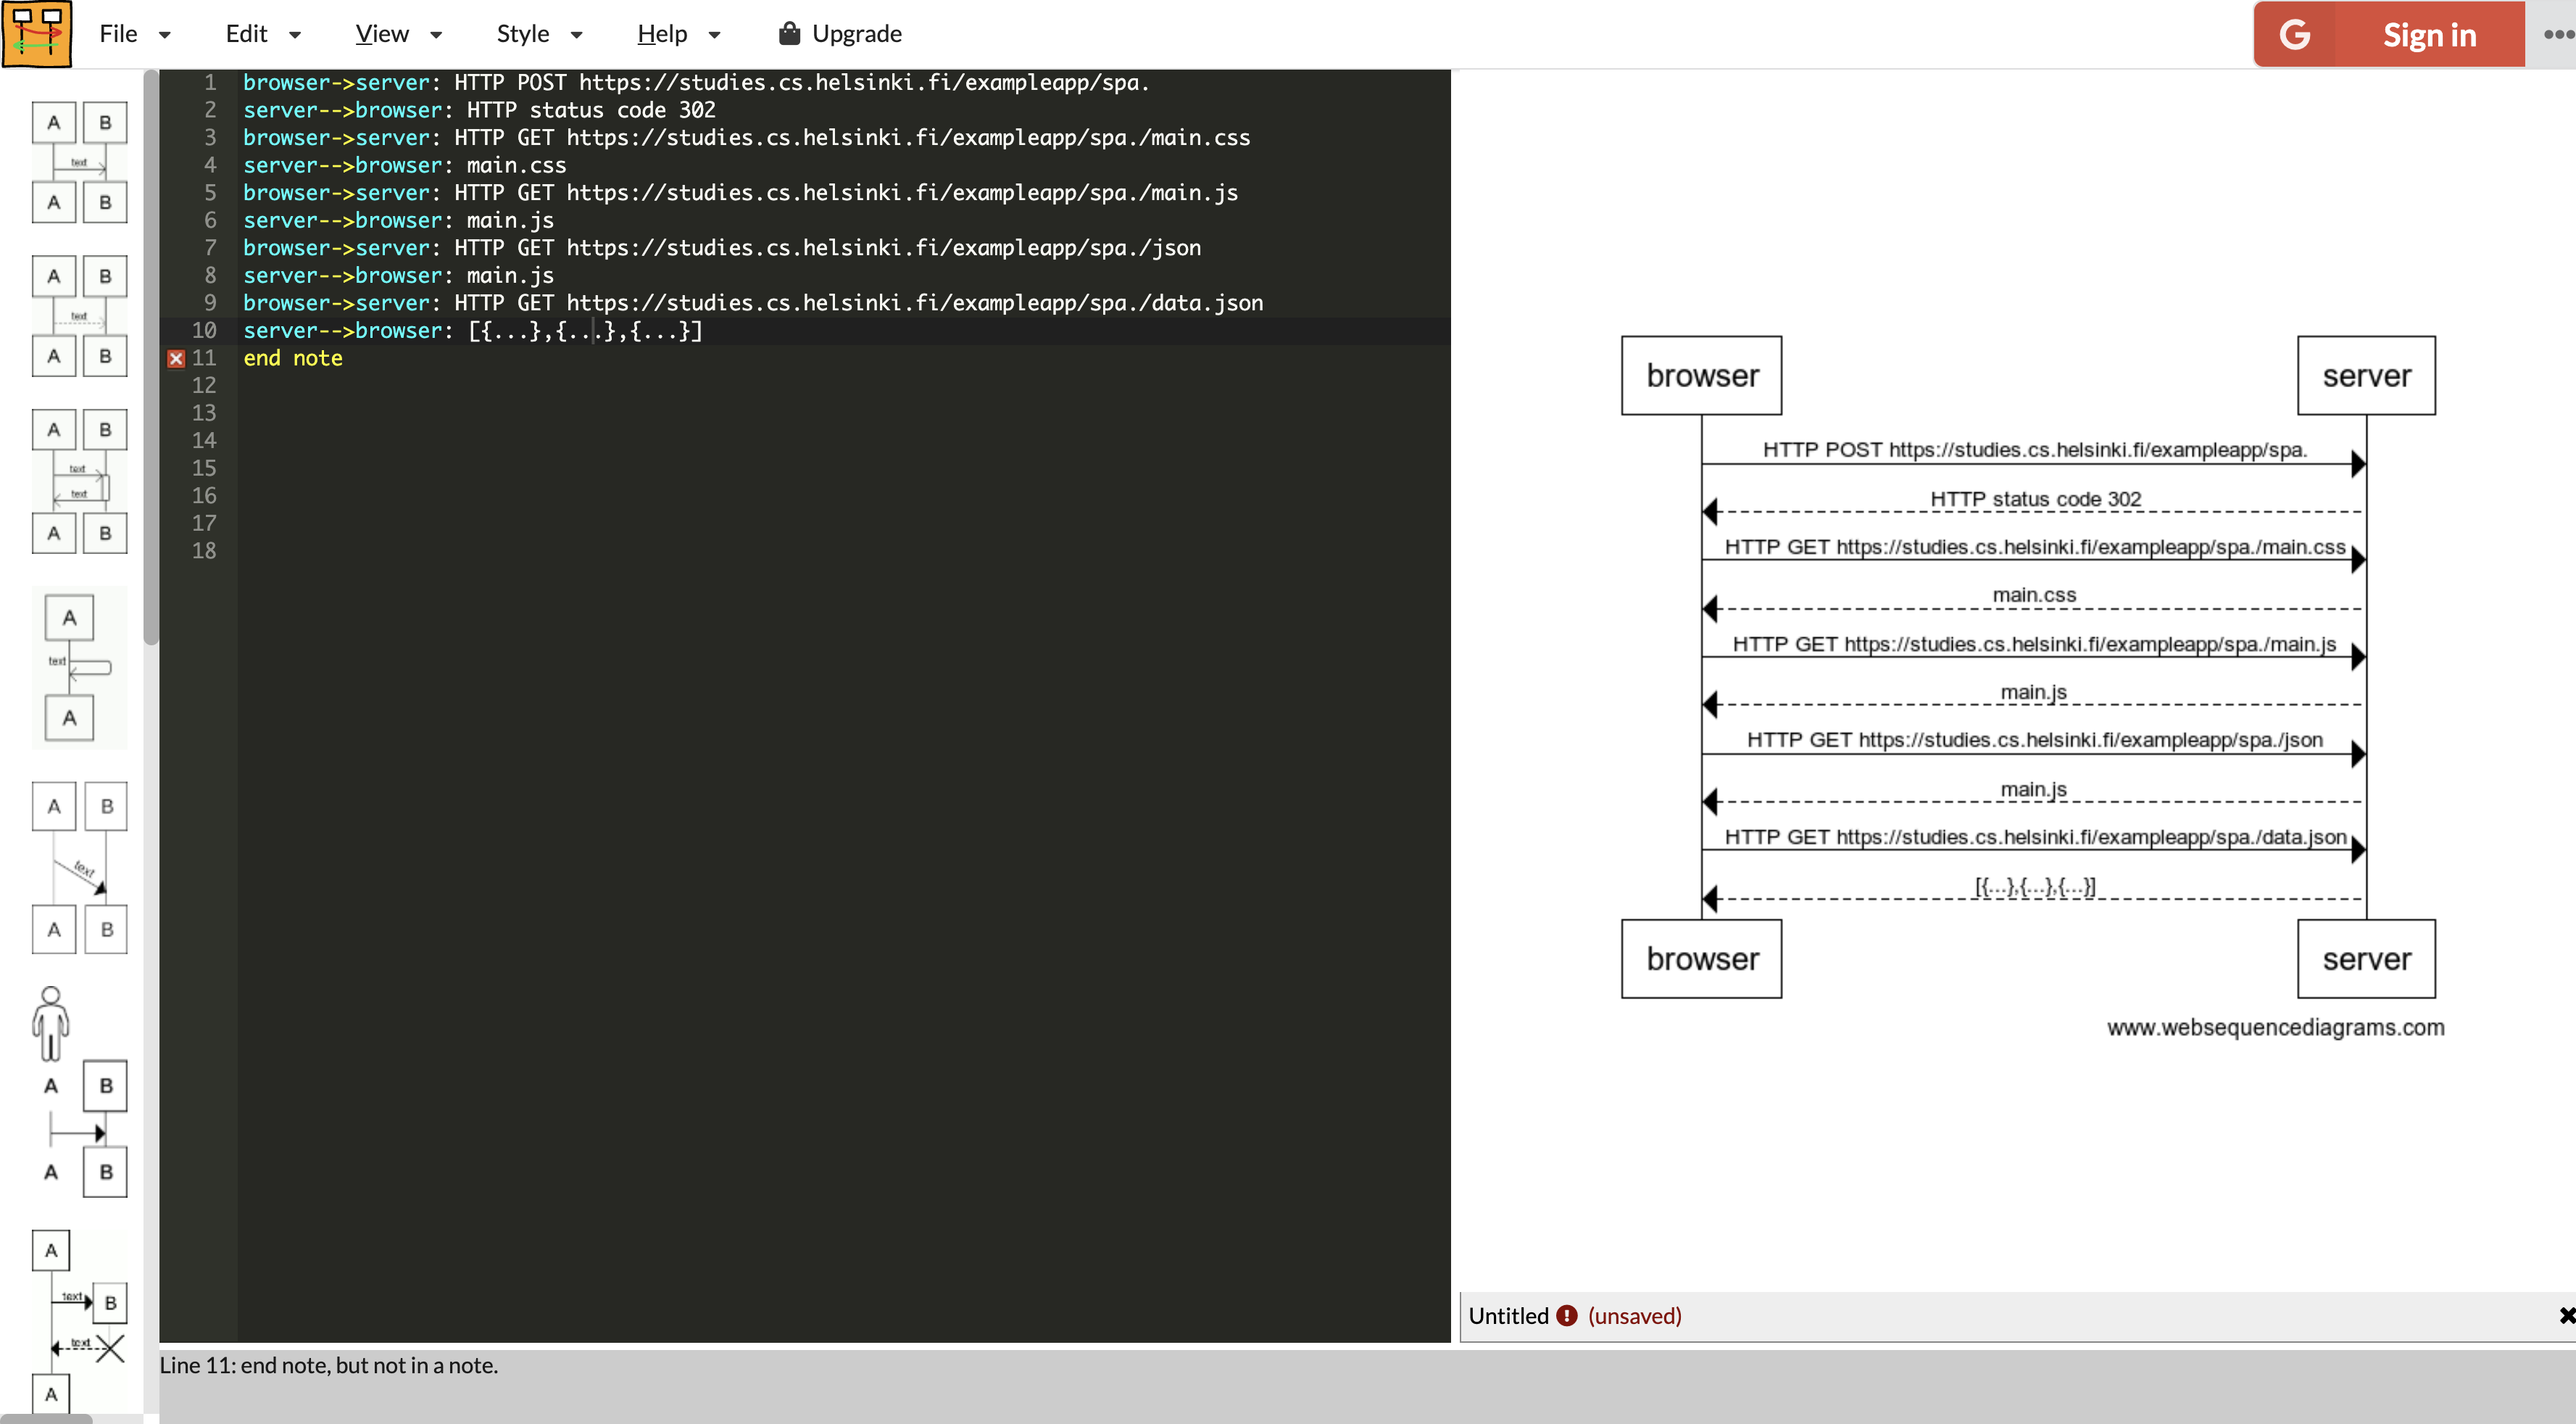 File Edit View Style Help Upgrade Sign in
A B
text
A B
A B
text
A B
A B
text
text
A B
A
text
A
A B
text
A B
A B
A B
A
text B
text
A
1 browser->server: HTTP POST https://studies.cs.helsinki.fi/exampleapp/spa.
2 server-->browser: HTTP status code 302
3 browser->server: HTTP GET https://studies.cs.helsinki.fi/exampleapp/spa./main.css
4 server-->browser: main.css
5 browser->server: HTTP GET https://studies.cs.helsinki.fi/exampleapp/spa./main.js
6 server-->browser: main.js
7 browser->server: HTTP GET https://studies.cs.helsinki.fi/exampleapp/spa./json
8 server-->browser: main.js
9 browser->server: HTTP GET https://studies.cs.helsinki.fi/exampleapp/spa./data.json
10 server-->browser: [{...},{...},{...}]
11 end note
12
13
14
15
16
17
18
browser server
HTTP POST https://studies.cs.helsinki.fi/exampleapp/spa.
HTTP status code 302
HTTP GET https://studies.cs.helsinki.fi/exampleapp/spa./main.css
main.css
HTTP GET https://studies.cs.helsinki.fi/exampleapp/spa./main.js
main.js
HTTP GET https://studies.cs.helsinki.fi/exampleapp/spa./json
main.js
HTTP GET https://studies.cs.helsinki.fi/exampleapp/spa./data.json
[{...},{...},{...}]
browser server
www.websequencediagrams.com
Untitled (unsaved)
Line 11: end note, but not in a note.